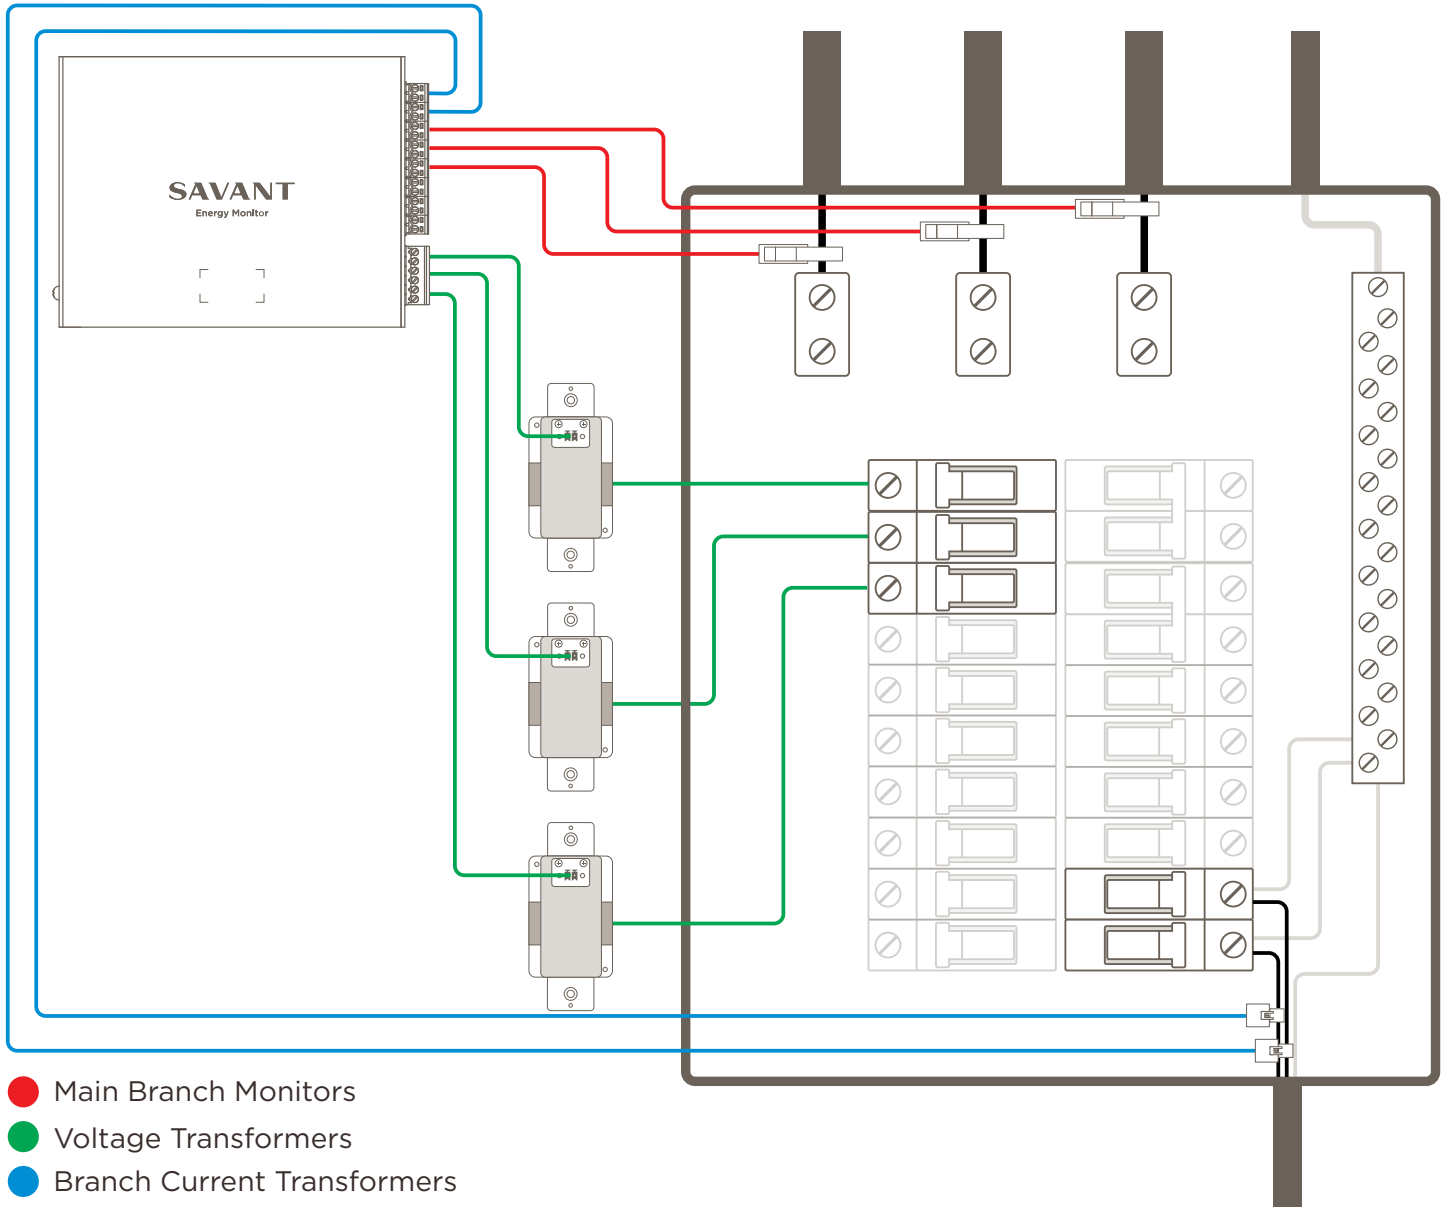 SAVANT
Energy Monitor
Main Branch Monitors
Voltage Transformers
Branch Current Transformers